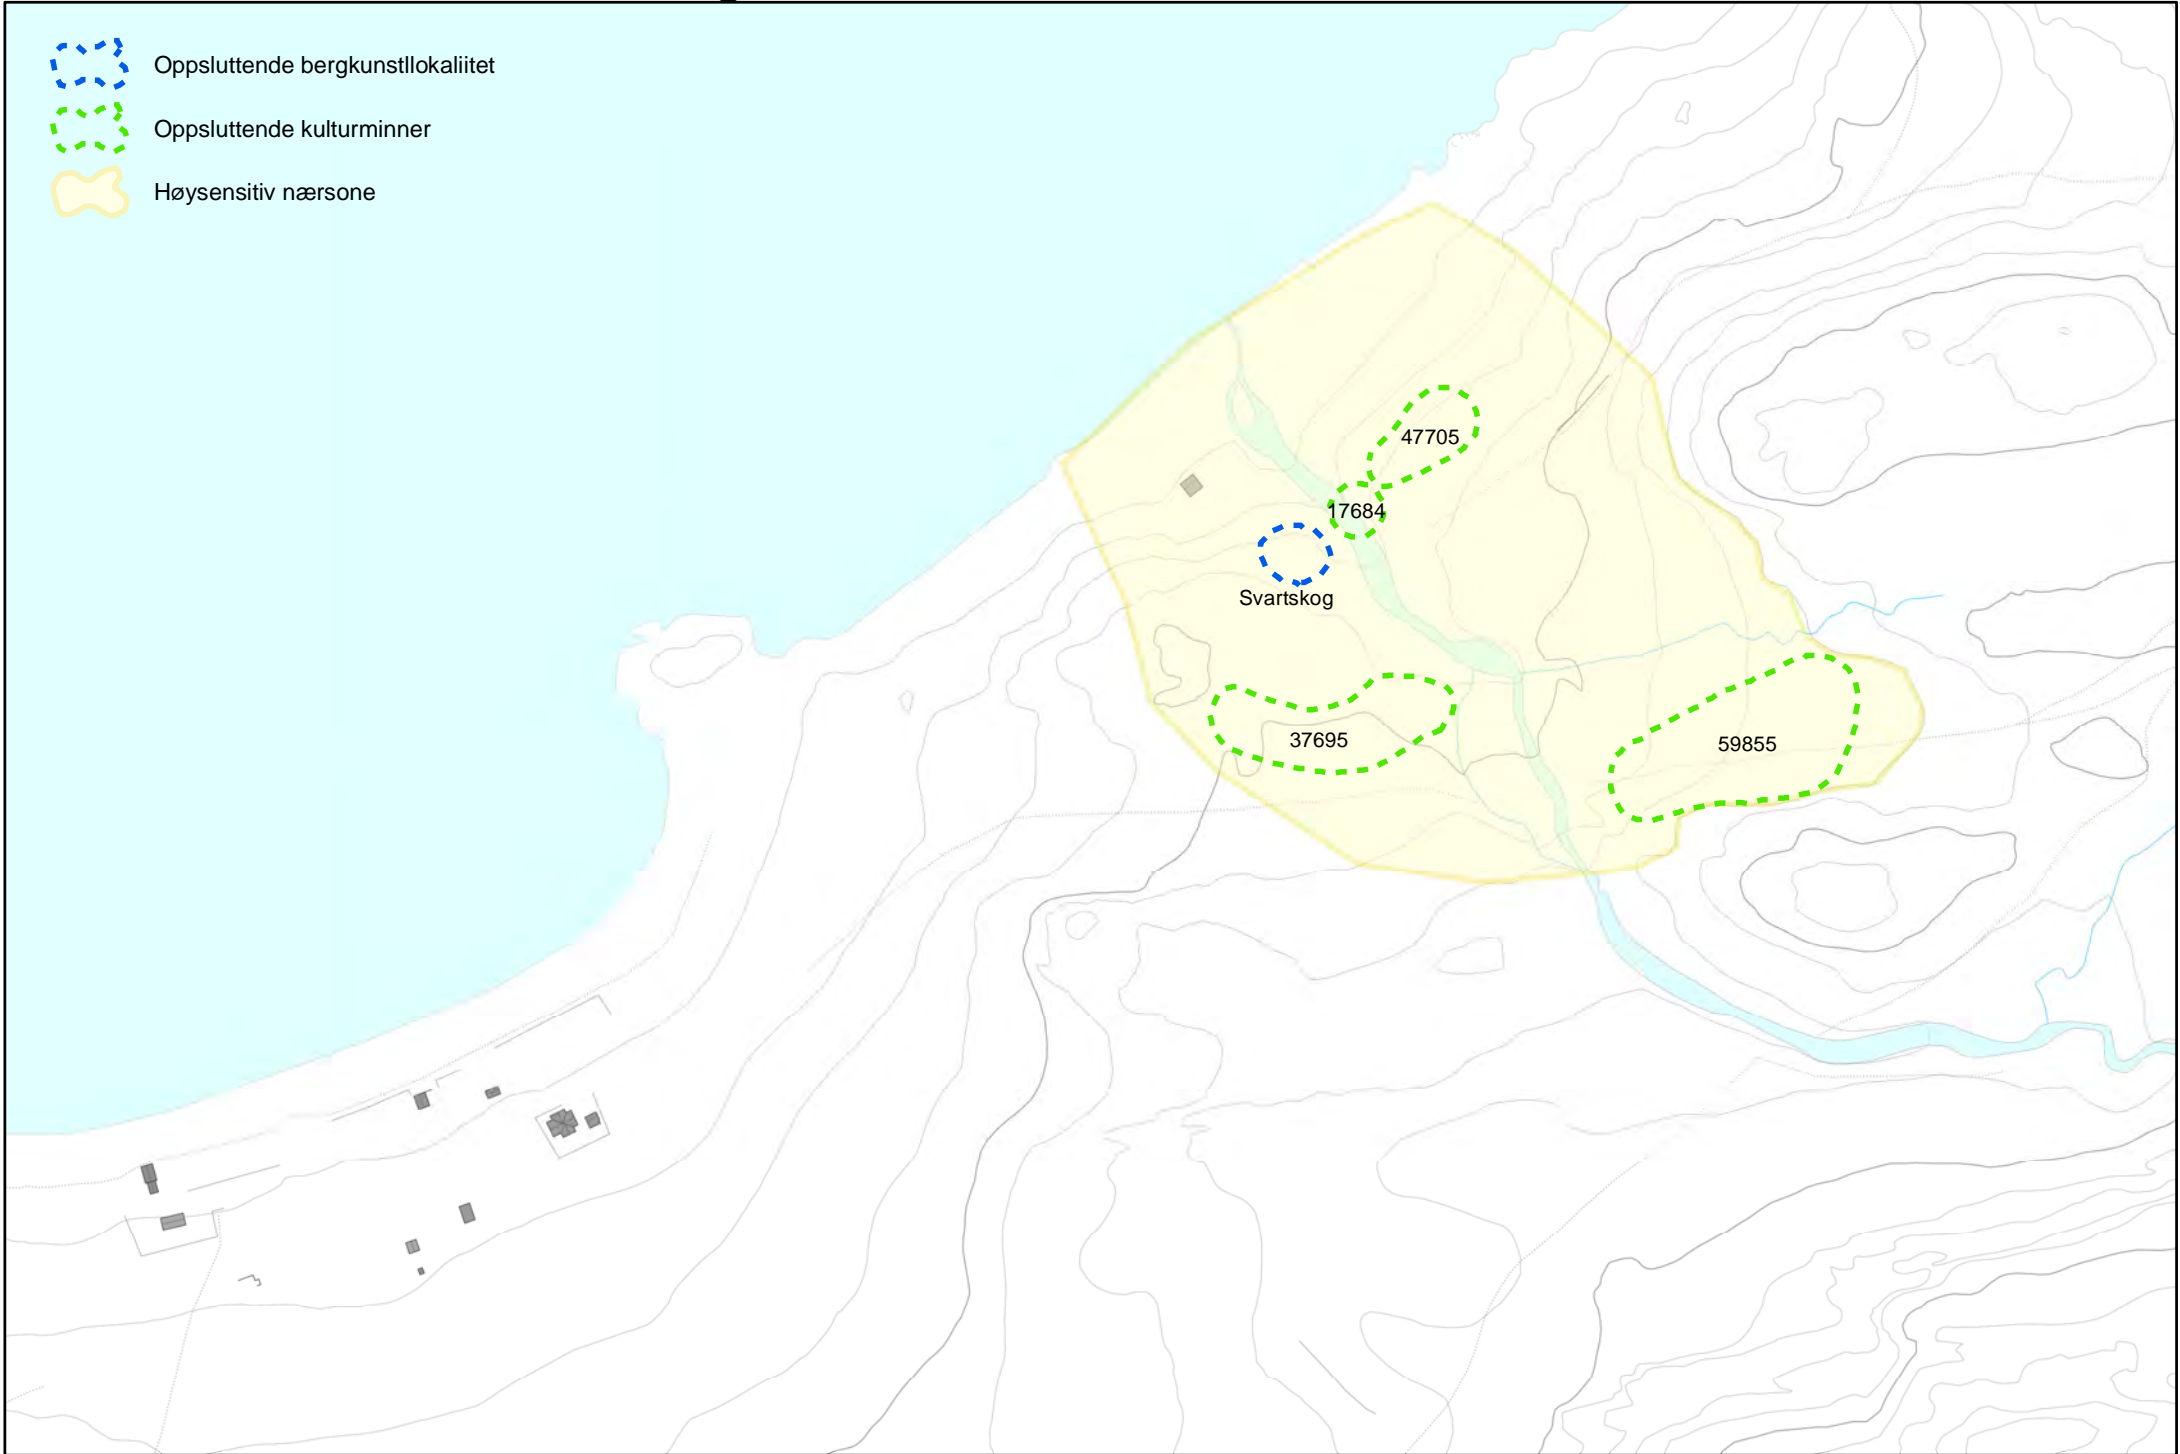 Oppsluttende bergkunstllokaliitet
Oppsluttende kulturminner
Høysensitiv nærsone
47705
17684
Svartskog
37695
59855